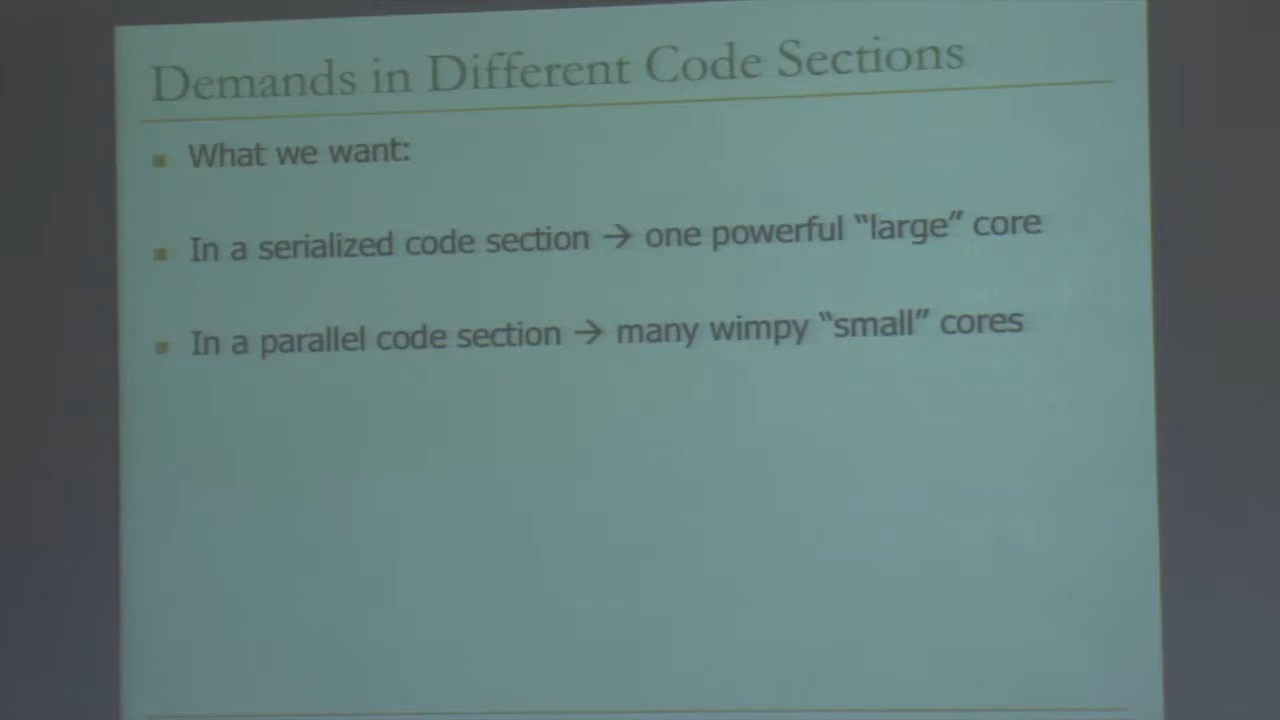 Demands in Different Code Sections
What we want:
In a serialized code section → one powerful “large” core
In a parallel code section → many wimpy “small” cores